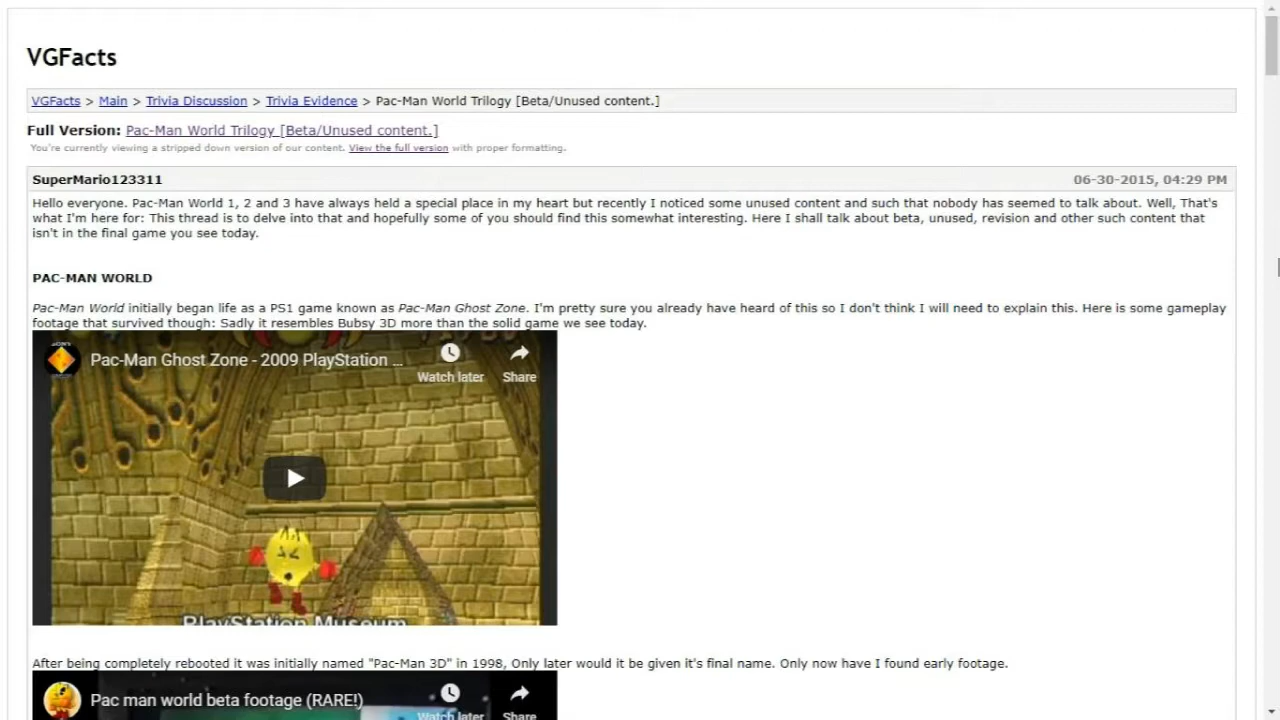 VGFacts
VGFacts > Main > Trivia Discussion > Trivia Evidence > Pac-Man World Trilogy [Beta/Unused content.]
Full Version: Pac-Man World Trilogy [Beta/Unused content.]
You're currently viewing a stripped down version of our content. View the full version with proper formatting.
SuperMario123311 06-30-2015, 04:29 PM
Hello everyone. Pac-Man World 1, 2 and 3 have always held a special place in my heart but recently I noticed some unused content and such that nobody has seemed to talk about. Well, That's
what I'm here for: This thread is to delve into that and hopefully some of you should find this somewhat interesting. Here I shall talk about beta, unused, revision and other such content that
isn't in the final game you see today.
PAC-MAN WORLD
Pac-Man World initially began life as a PS1 game known as Pac-Man Ghost Zone. I'm pretty sure you already have heard of this so I don't think I will need to explain this. Here is some gameplay
footage that survived though: Sadly it resembles Bubsy 3D more than the solid game we see today.
SONY
Pac-Man Ghost Zone - 2009 PlayStation ...
Watch later Share
PlayStation Museum
After being completely rebooted it was initially named "Pac-Man 3D" in 1998, Only later would it be given it's final name. Only now have I found early footage.
Pac man world beta footage (RARE!)
Watch later Share